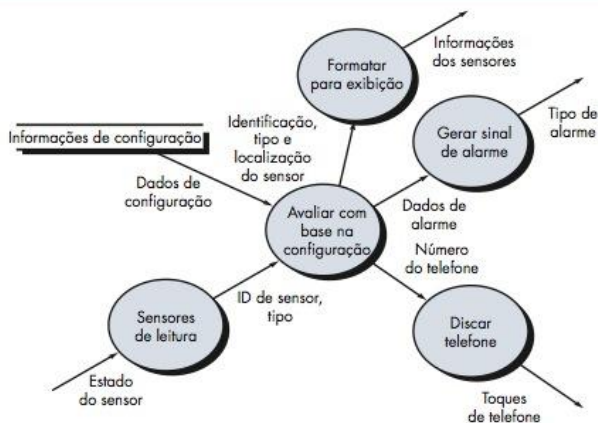 Formatar
para exibição
Informações
dos sensores
Informações de configuração
Identificação,
tipo e
localização
do sensor
Gerar sinal
de alarme
Tipo de
alarme
Dados de
configuração
Avaliar com
base na
configuração
Dados de
alarme
Número
do telefone
Sensores
de leitura
ID de sensor,
tipo
Discar
telefone
Estado
do sensor
Toques
de telefone